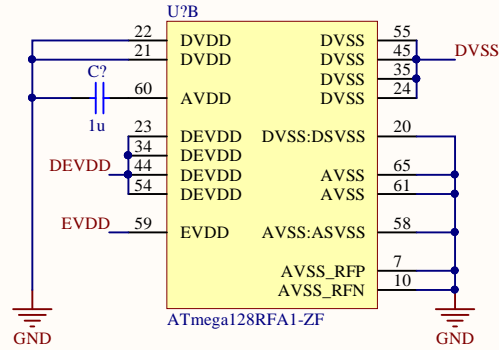 U?B
22 DVDD DVSS 55
21 DVDD DVSS 45 DVSS
C? DVSS 35
60 AVDD DVSS 24
1u
23 DEVDD DVSS:DSVSS 20
34 DEVDD
DEVDD 44 DEVDD AVSS 65
54 DEVDD AVSS 61
EVDD 59 EVDD AVSS:ASVSS 58
AVSS_RFP 7
AVSS_RFN 10
ATmega128RFA1-ZF
GND GND